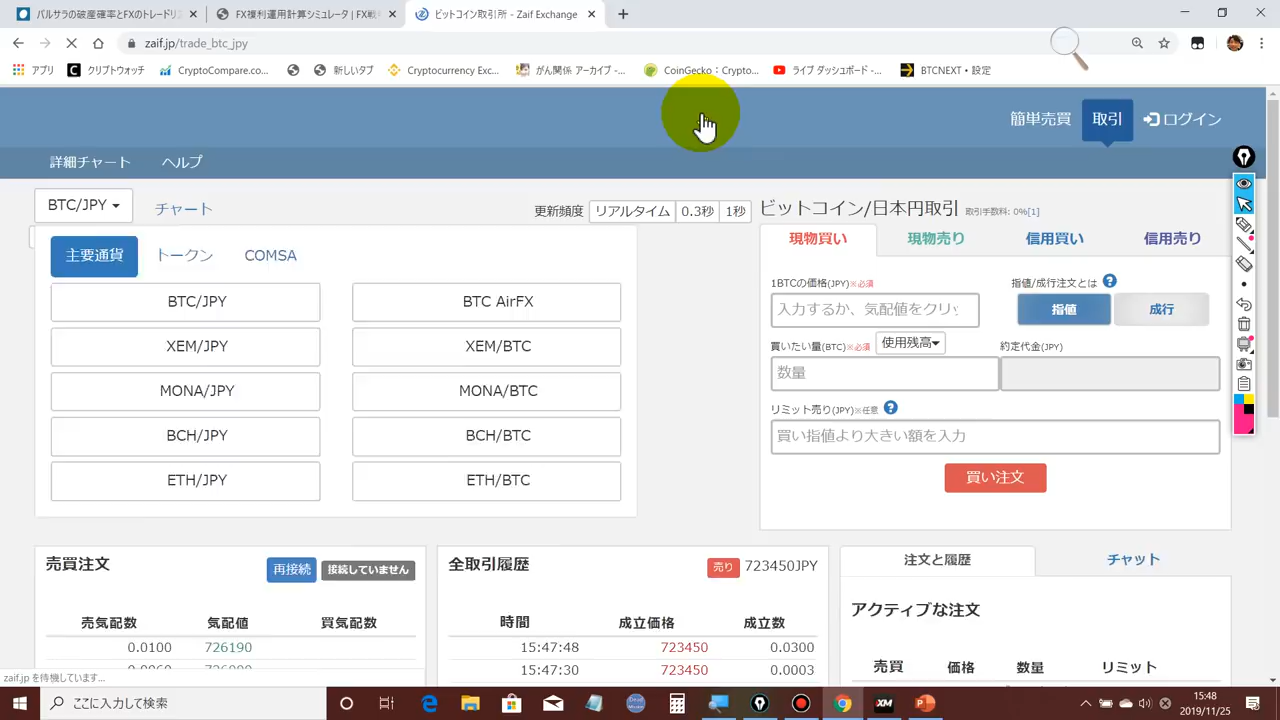 バルサラの破産確率とFXのトレードリ
FX複利運用計算シミュレータ | FX戦
ビットコイン取引所 - Zaif Exchange
zaif.jp/trade_btc_jpy
アプリ
クリプトウォッチ
CryptoCompare.co...
新しいタブ
Cryptocurrency Exc...
がん関係 アーカイブ -...
CoinGecko：Crypto...
ライブ ダッシュボード -...
BTCNEXT • 設定
簡単売買
取引
ログイン
詳細チャート
ヘルプ
BTC/JPY
チャート
更新頻度
リアルタイム
0.3秒
1秒
主要通貨
トークン
COMSA
BTC/JPY
BTC AirFX
XEM/JPY
XEM/BTC
MONA/JPY
MONA/BTC
BCH/JPY
BCH/BTC
ETH/JPY
ETH/BTC
ビットコイン/日本円取引 取引手数料: 0%[1]
現物買い
現物売り
信用買い
信用売り
1BTCの価格(JPY)※必須
指値/成行注文とは
入力するか、気配値をクリッ
指値
成行
買いたい量(BTC)※必須
使用残高
約定代金(JPY)
数量
リミット売り(JPY)※任意
買い指値より大きい額を入力
買い注文
売買注文
再接続
接続していません
売気配数
気配値
買気配数
0.0100
726190
全取引履歴
売り
723450JPY
時間
成立価格
成立数
15:47:48
723450
0.0300
15:47:30
723450
0.0003
注文と履歴
チャット
アクティブな注文
売買
価格
数量
リミット
zaif.jp を待機しています...
ここに入力して検索
XM
15:48
2019/11/25